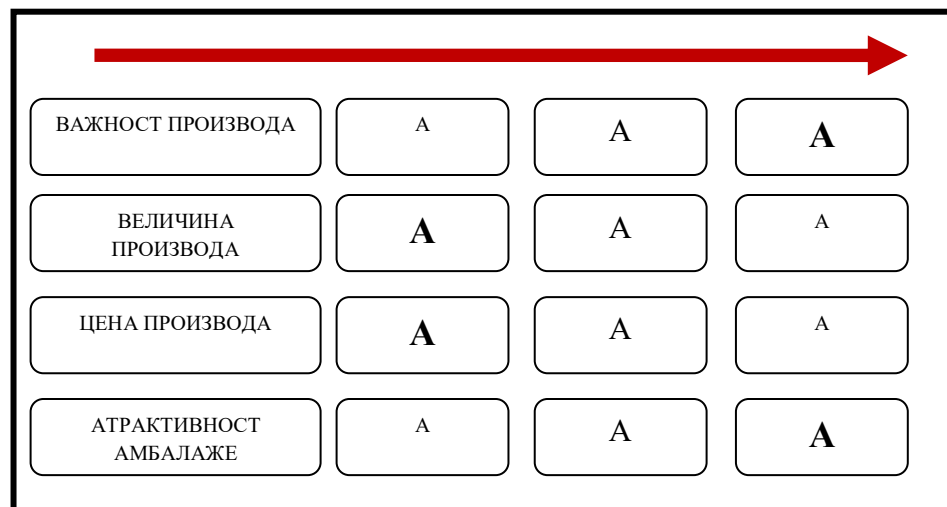 ВАЖНОСТ ПРОИЗВОДА
А
А
А
ВЕЛИЧИНА
ПРОИЗВОДА
А
А
А
ЦЕНА ПРОИЗВОДА
А
А
А
АТРАКТИВНОСТ
АМБАЛАЖЕ
А
А
А